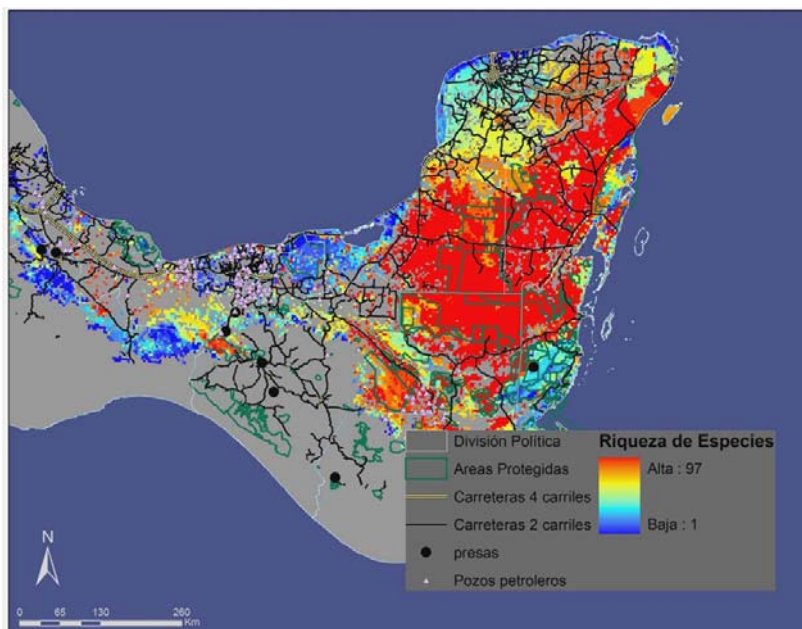 División Política
Areas Protegidas
Carreteras 4 carriles
Carreteras 2 carriles
presas
Pozos petroleros
Riqueza de Especies
Alta : 97
Baja : 1
N
0 65 130 260
Km